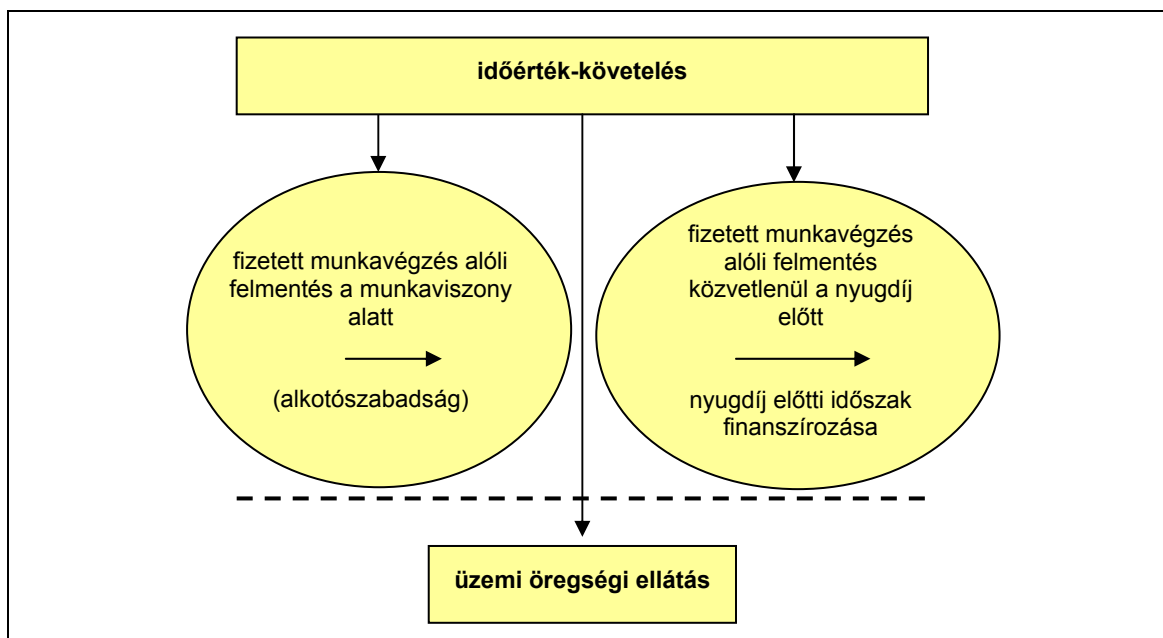 időérték-követelés
fizetett munkavégzés alóli
felmentés a munkaviszony
alatt
(alkotószabadság)
fizetett munkavégzés
alóli felmentés
közvetlenül a nyugdíj
előtt
nyugdíj előtti időszak
finanszírozása
üzemi öregségi ellátás